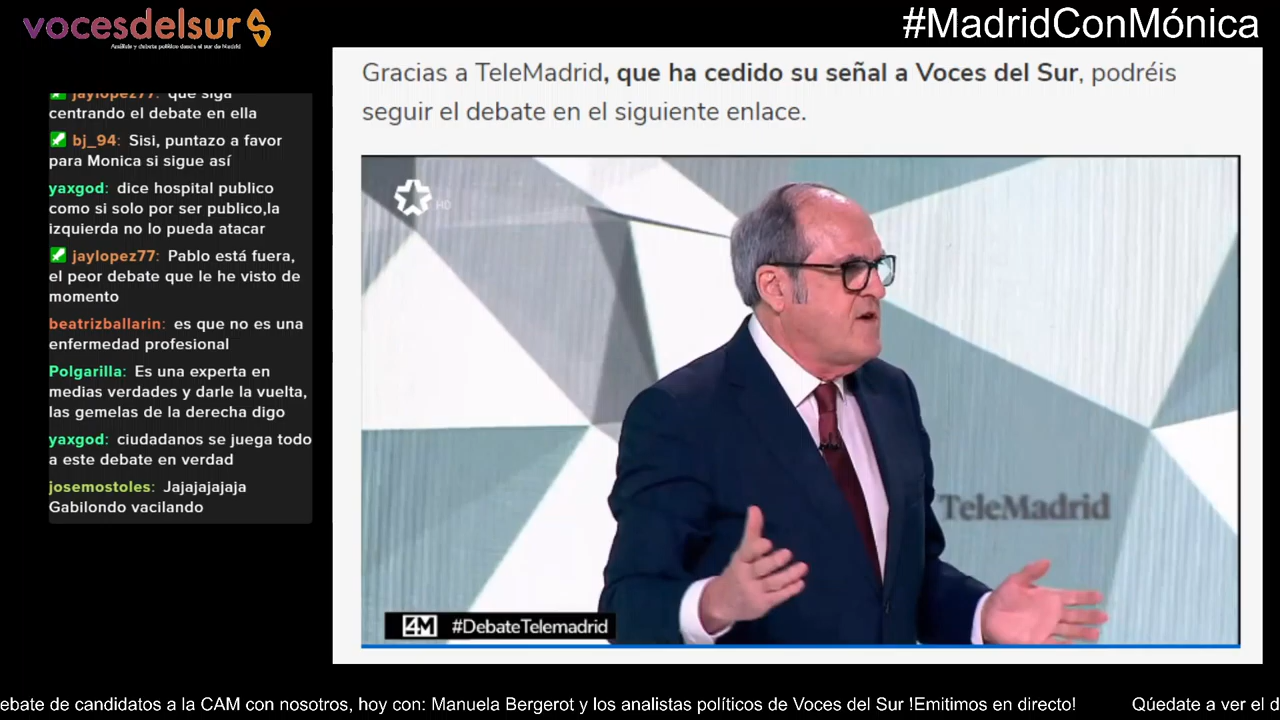 vocesdelsur
Análisis y debate político desde el sur de Madrid
#MadridConMónica
jaylopez77: que siga
centrando el debate en ella
bj_94: Sisi, puntazo a favor
para Monica si sigue así
yaxgod: dice hospital publico
como si solo por ser publico,la
izquierda no lo pueda atacar
jaylopez77: Pablo está fuera,
el peor debate que le he visto de
momento
beatrizballarin: es que no es una
enfermedad profesional
Polgarilla: Es una experta en
medias verdades y darle la vuelta,
las gemelas de la derecha digo
yaxgod: ciudadanos se juega todo
a este debate en verdad
josemostoles: Jajajajajaja
Gabilondo vacilando
Gracias a TeleMadrid, que ha cedido su señal a Voces del Sur, podréis
seguir el debate en el siguiente enlace.
HD
TeleMadrid
4M #DebateTelemadrid
ebate de candidatos a la CAM con nosotros, hoy con: Manuela Bergerot y los analistas políticos de Voces del Sur !Emitimos en directo! Qúedate a ver el d